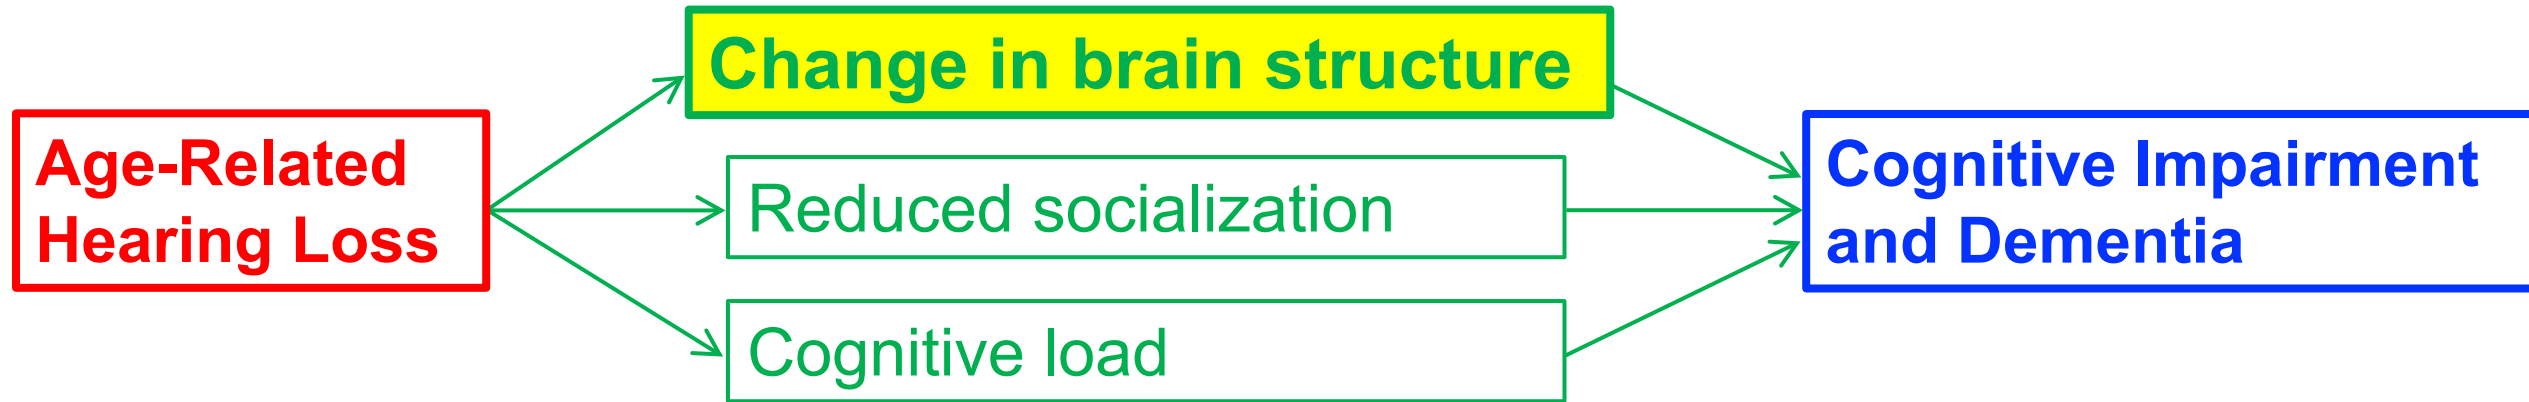 Change in brain structure
Age-Related
Hearing Loss
Reduced socialization
Cognitive load
Cognitive Impairment
and Dementia